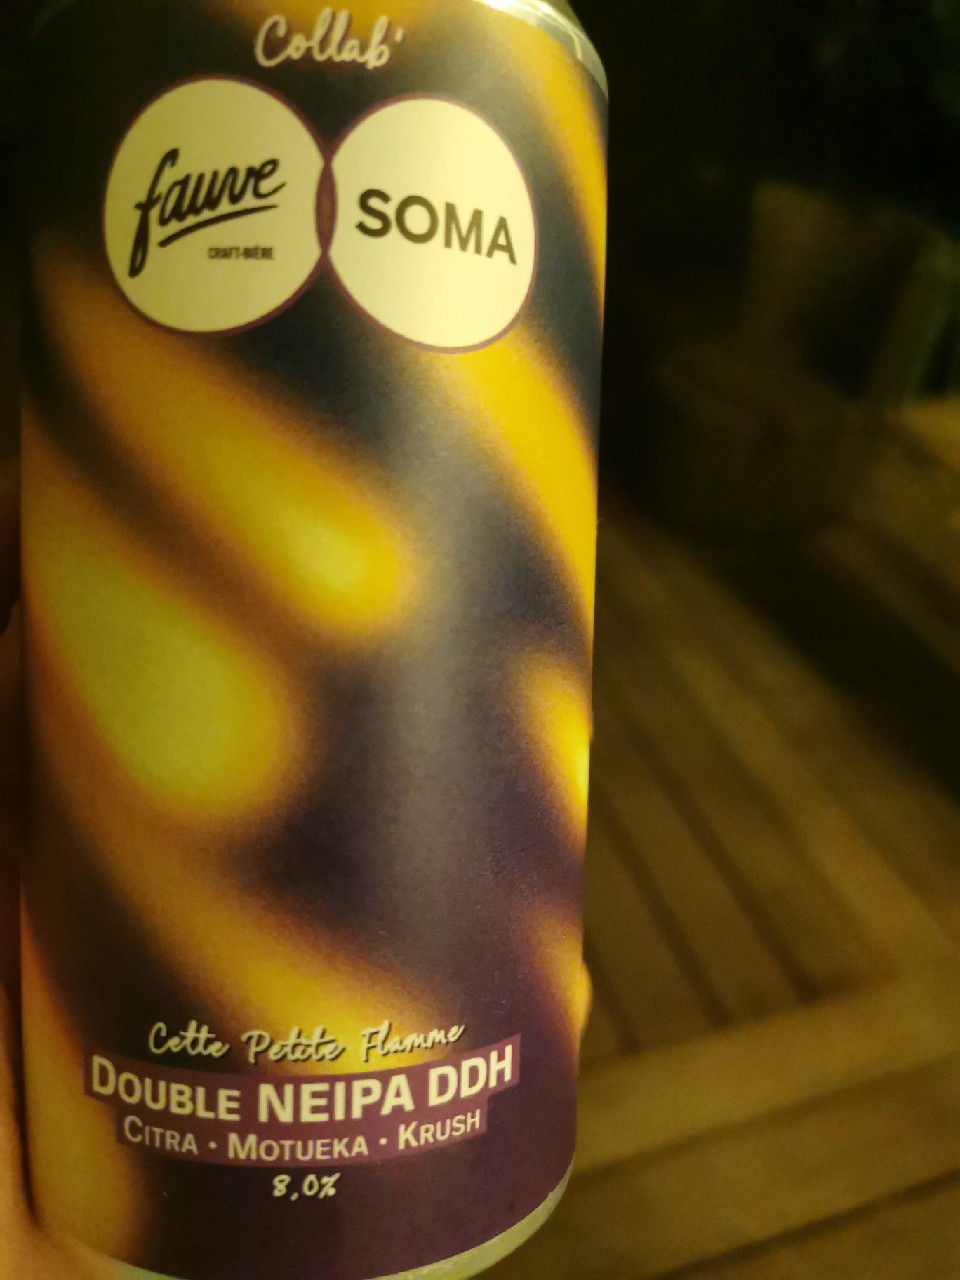 Collab'
fauve
CRAFT-BIÈRE
SOMA
Cette Petite Flamme
DOUBLE NEIPA DDH
CITRA · MOTUEKA · KRUSH
8,0%